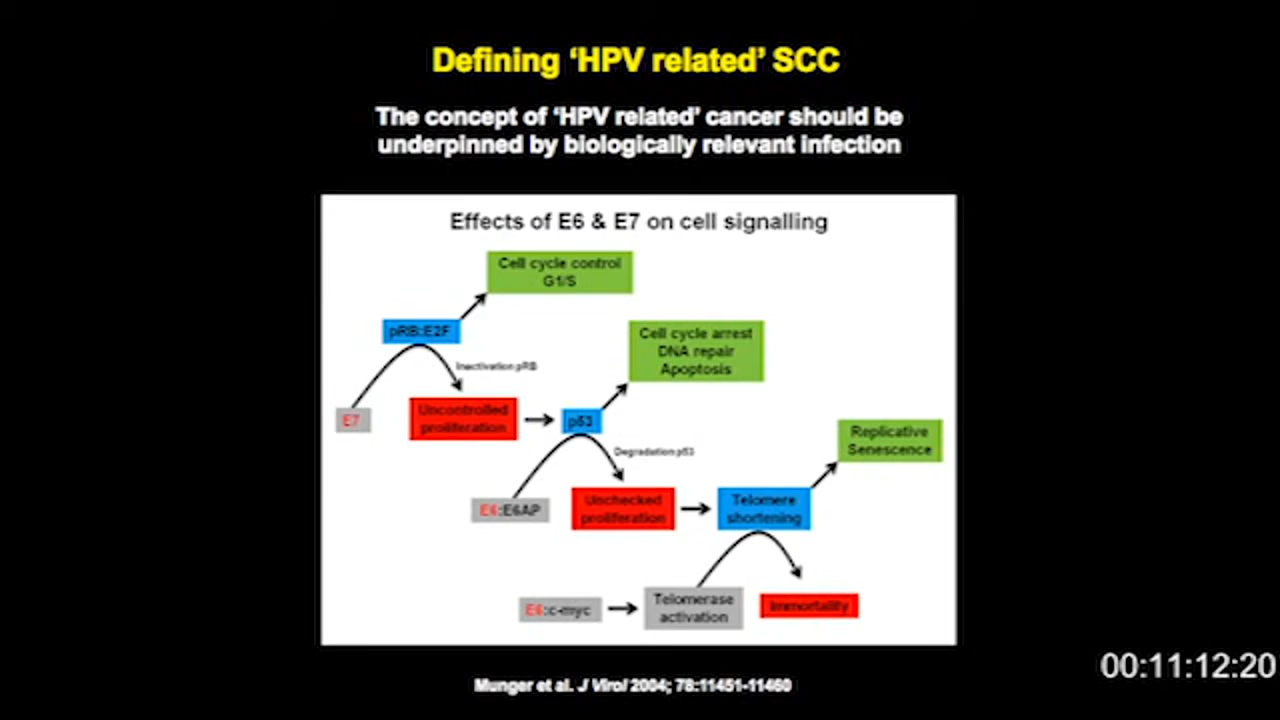 Defining ‘HPV related’ SCC
The concept of ‘HPV related’ cancer should be
underpinned by biologically relevant infection
Effects of E6 & E7 on cell signalling
Cell cycle control
G1/S
pRB:E2F
Inactivation pRB
E7
Uncontrolled
proliferation
Cell cycle arrest
DNA repair
Apoptosis
p53
Degradation p53
E6:E6AP
Unchecked
proliferation
Telomere
shortening
Replicative
Senescence
E6:c-myc
Telomerase
activation
Immortality
Munger et al. J Virol 2004; 78:11451-11460
00:11:12:20